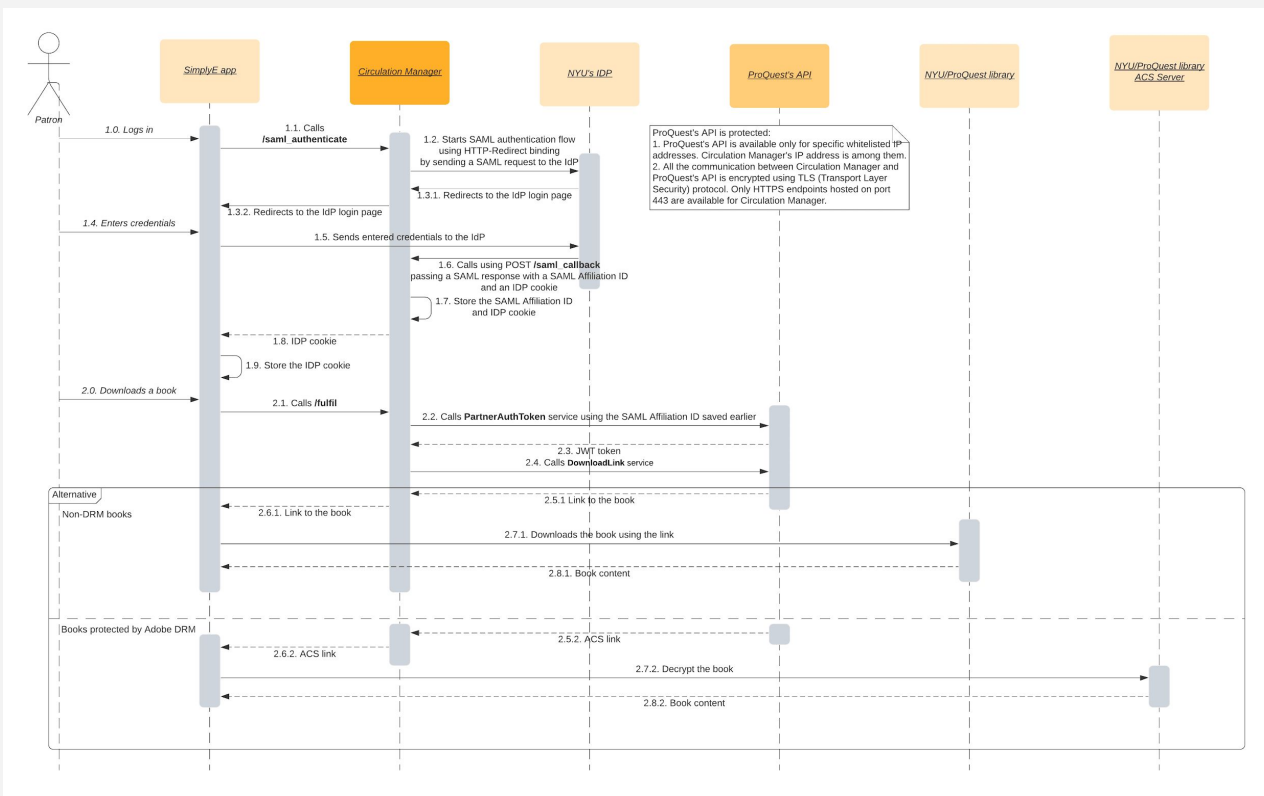 SimplyE app
Circulation Manager
NYU's IDP
ProQuest's API
NYU/ProQuest library
NYU/ProQuest library
ACS Server
Patron
1.0. Logs in
1.1. Calls
/saml_authenticate
1.2. Starts SAML authentication flow
using HTTP-Redirect binding
by sending a SAML request to the IdP
ProQuest's API is protected:
1. ProQuest's API is available only for specific whitelisted IP
addresses. Circulation Manager's IP address is among them.
2. All the communication between Circulation Manager and
ProQuest's API is encrypted using TLS (Transport Layer
Security) protocol. Only HTTPS endpoints hosted on port
443 are available for Circulation Manager.
1.3.1. Redirects to the IdP login page
1.3.2. Redirects to the IdP login page
1.4. Enters credentials
1.5. Sends entered credentials to the IdP
1.6. Calls using POST /saml_callback
passing a SAML response with a SAML Affiliation ID
and an IDP cookie
1.7. Store the SAML Affiliation ID
and IDP cookie
1.8. IDP cookie
1.9. Store the IDP cookie
2.0. Downloads a book
2.1. Calls /fulfil
2.2. Calls PartnerAuthToken service using the SAML Affiliation ID saved earlier
2.3. JWT token
2.4. Calls DownloadLink service
Alternative
2.5.1 Link to the book
Non-DRM books
2.6.1. Link to the book
2.7.1. Downloads the book using the link
2.8.1. Book content
Books protected by Adobe DRM
2.5.2. ACS link
2.6.2. ACS link
2.7.2. Decrypt the book
2.8.2. Book content